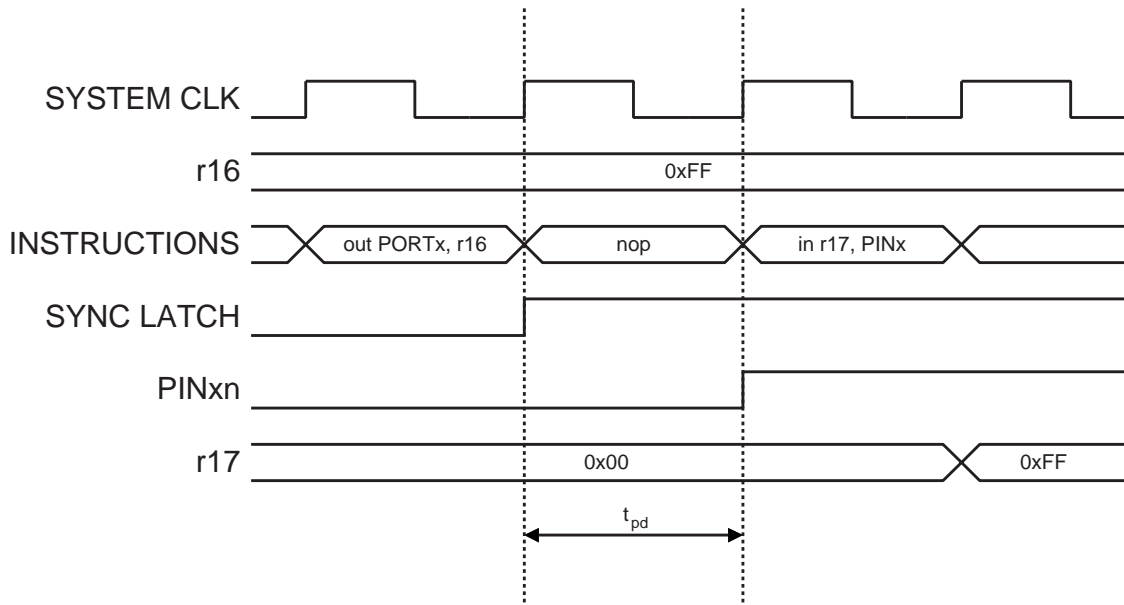 SYSTEM CLK
r16
0xFF
INSTRUCTIONS
out PORTx, r16
nop
in r17, PINx
SYNC LATCH
PINxn
r17
0x00
0xFF
tpd